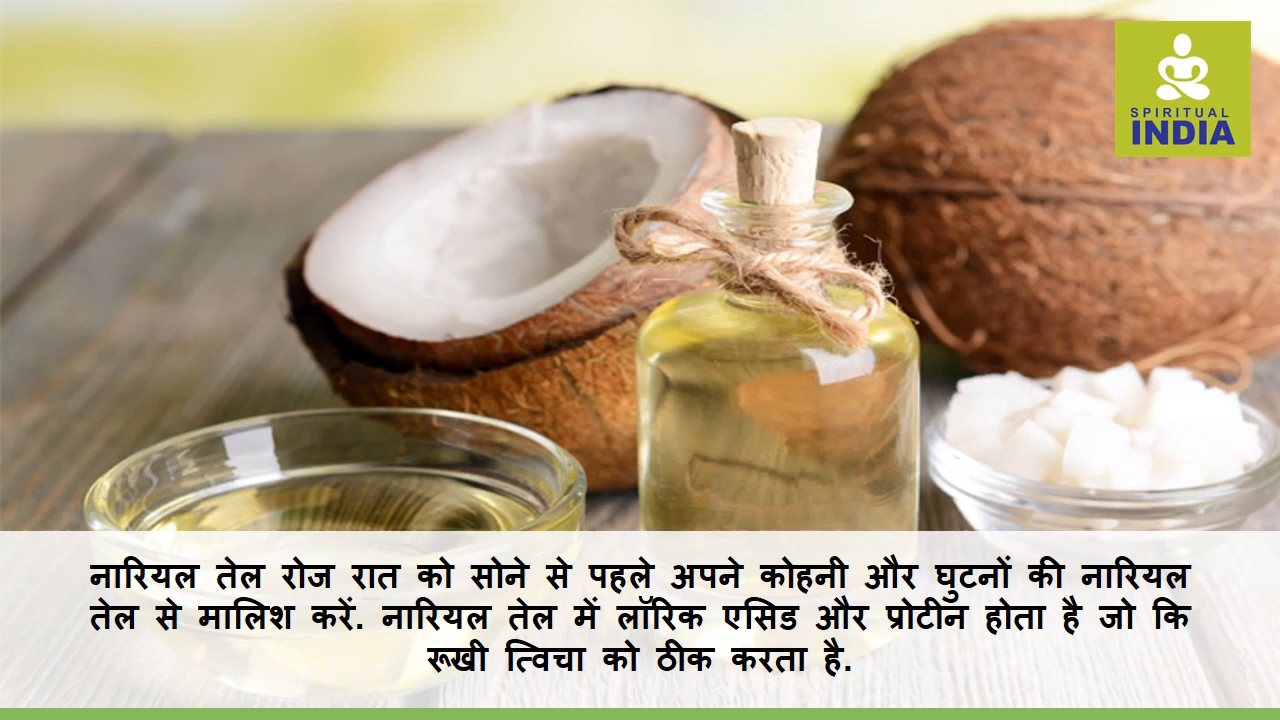 SPIRITUAL
INDIA
नारियल तेल रोज रात को सोने से पहले अपने कोहनी और घुटनों की नारियल
तेल से मालिश करें. नारियल तेल में लॉरिक एसिड और प्रोटीन होता है जो कि
रूखी त्विचा को ठीक करता है.